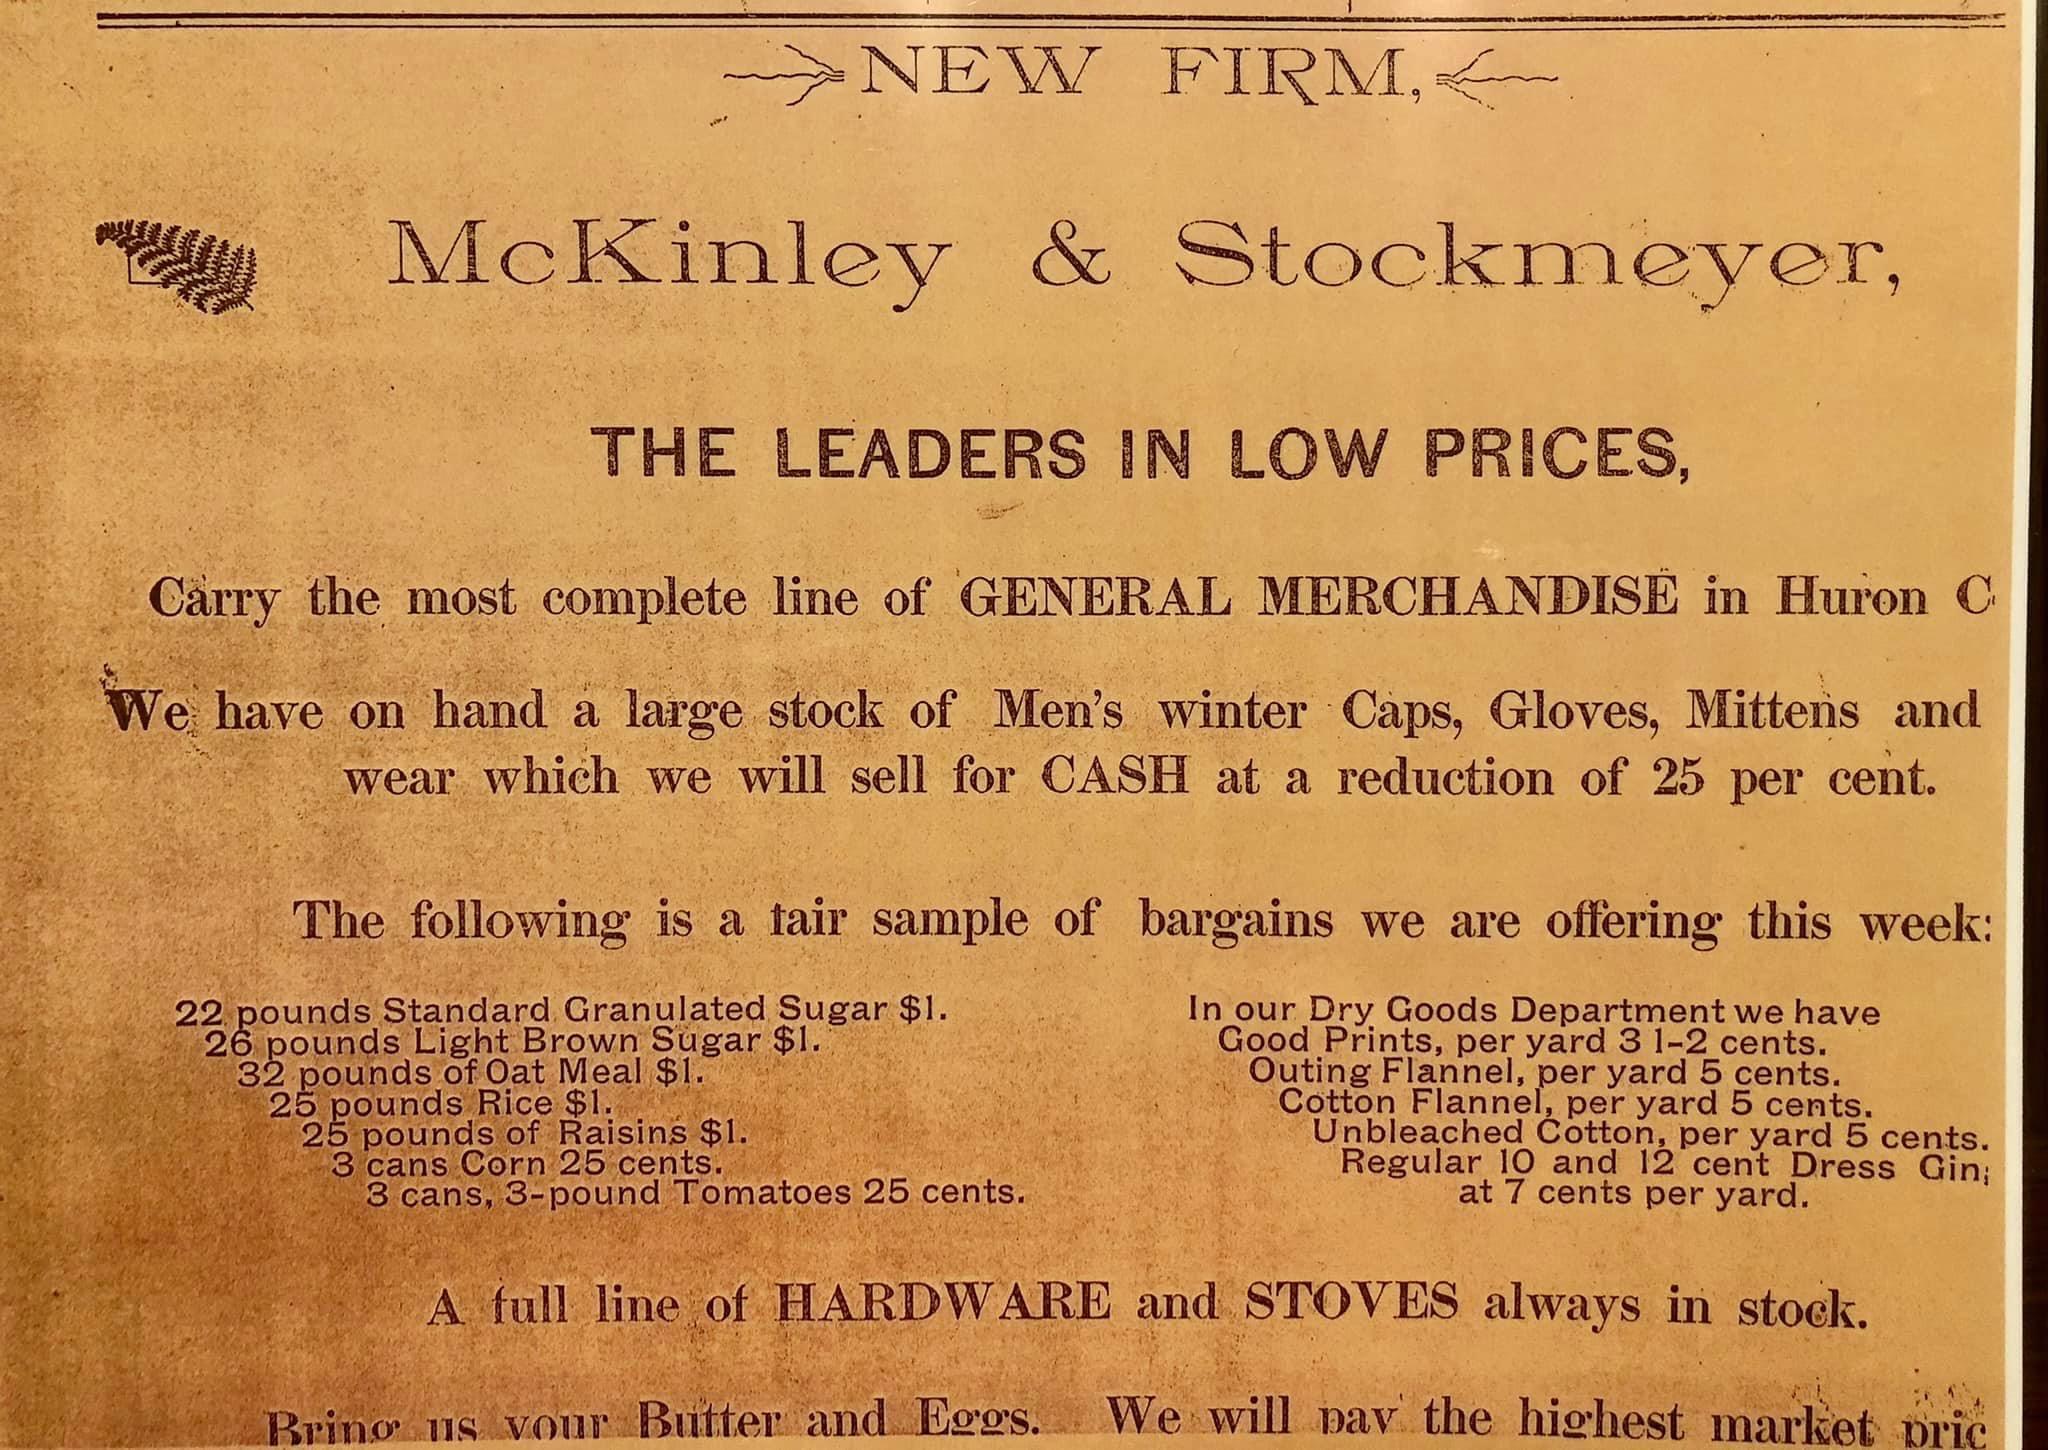 NEW FIRM,
McKinley & Stockmeyer,
THE LEADERS IN LOW PRICES,
Carry the most complete line of GENERAL MERCHANDISE in Huron C
We have on hand a large stock of Men's winter Caps, Gloves, Mittens and
wear which we will sell for CASH at a reduction of 25 per cent.
The following is a fair sample of bargains we are offering this week:
22 pounds Standard Granulated Sugar $1.
26 pounds Light Brown Sugar $1.
32 pounds of Oat Meal $1.
25 pounds Rice $1.
25 pounds of Raisins $1.
3 cans Corn 25 cents.
3 cans, 3-pound Tomatoes 25 cents.
In our Dry Goods Department we have
Good Prints, per yard 3 1-2 cents.
Outing Flannel, per yard 5 cents.
Cotton Flannel, per yard 5 cents.
Unbleached Cotton, per yard 5 cents.
Regular 10 and 12 cent Dress Gin
at 7 cents per yard.
A full line of HARDWARE and STOVES always in stock.
Bring us your Butter and Eggs. We will pay the highest market pric